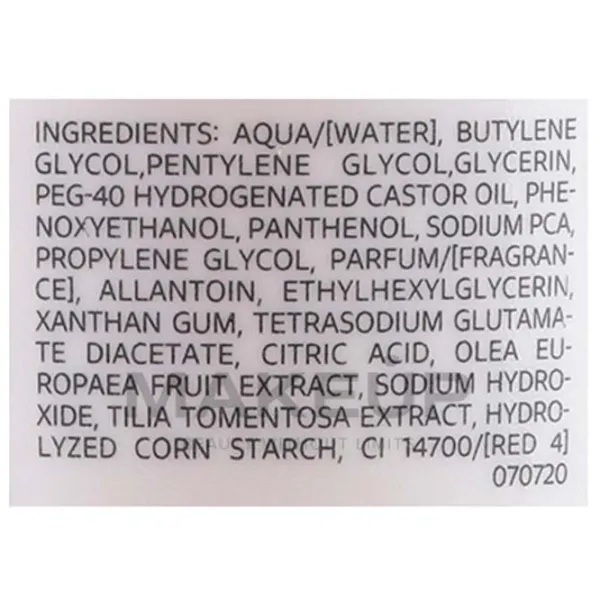 INGREDIENTS: AQUA/[WATER], BUTYLENE
GLYCOL,PENTYLENE GLYCOL,GLYCERIN,
PEG-40 HYDROGENATED CASTOR OIL, PHE-
NOXYETHANOL, PANTHENOL, SODIUM PCA,
PROPYLENE GLYCOL, PARFUM/[FRAGRAN-
CE], ALLANTOIN, ETHYLHEXYLGLYCERIN,
XANTHAN GUM, TETRASODIUM GLUTAMA-
TE DIACETATE, CITRIC ACID, OLEA EU-
ROPAEA FRUIT EXTRACT, SODIUM HYDRO-
MAKEUP
XIDE, TILIA TOMENTOSA EXTRACT, HYDRO-
LYZED CORN STARCH, CI 14700/[RED 4]
070720